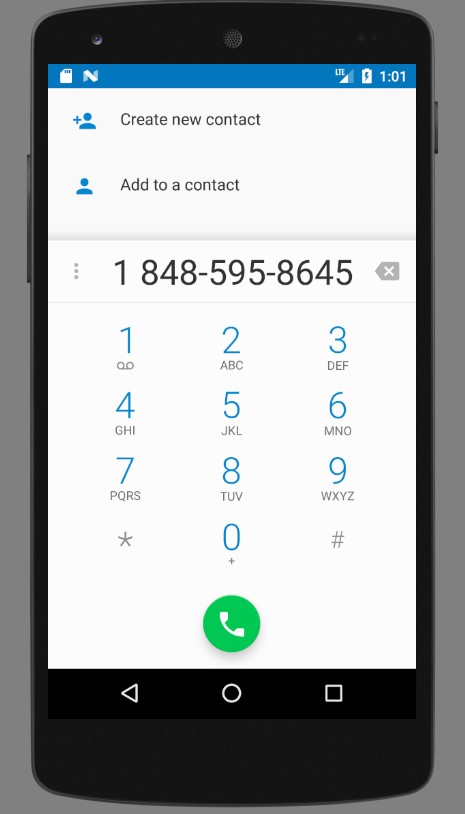 LTE 1:01
Create new contact
Add to a contact
1 848-595-8645
1 2 3
ABC DEF
4 5 6
GHI JKL MNO
7 8 9
PQRS TUV WXYZ
* 0 #
+